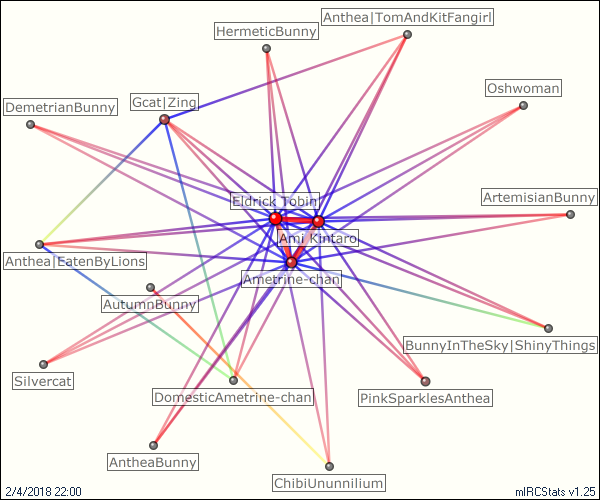 Anthea|TomAndKitFangirl
HermeticBunny
Oshwoman
Gcat|Zing
DemetrianBunny
ArtemisianBunny
Eldrick Tobin
Ami Kintaro
Anthea|EatenByLions
Ametrine-chan
AutumnBunny
BunnyInTheSky|ShinyThings
Silvercat
DomesticAmetrine-chan
PinkSparklesAnthea
AntheaBunny
ChibiUnunnilium
2/4/2018 22:00
mIRCStats v1.25